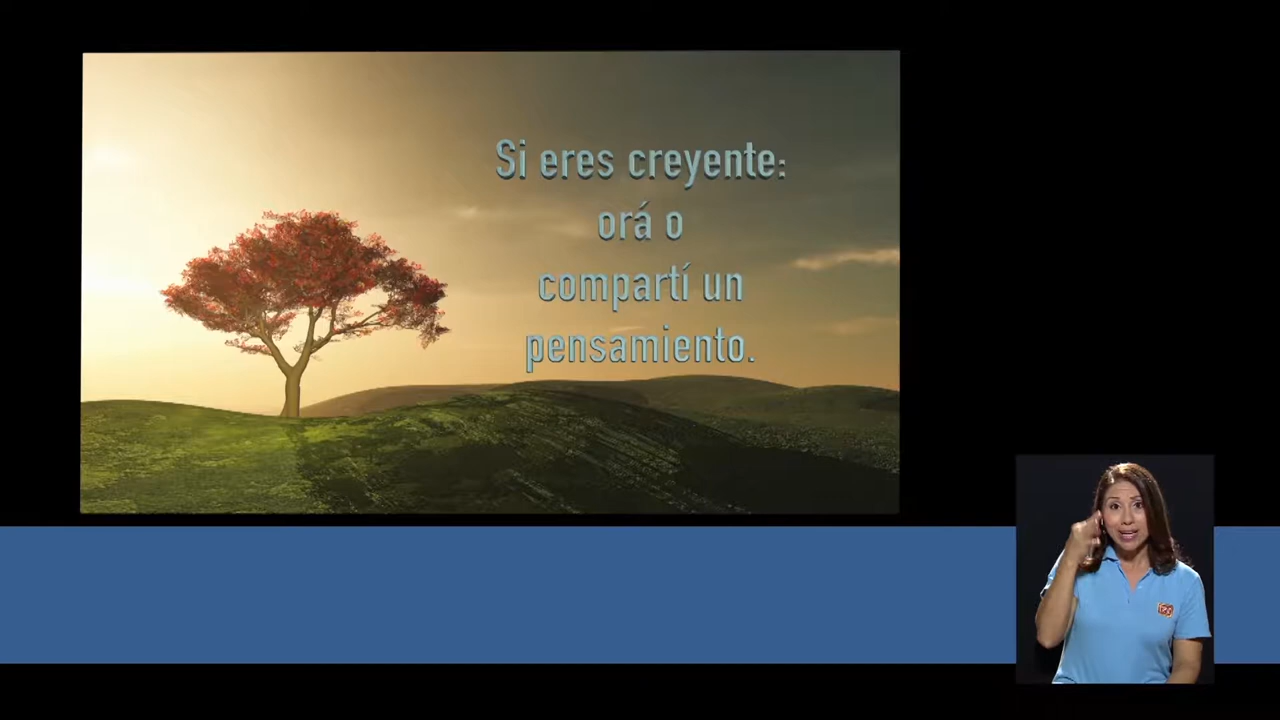 Si eres creyente:
orá o
compartí un
pensamiento.